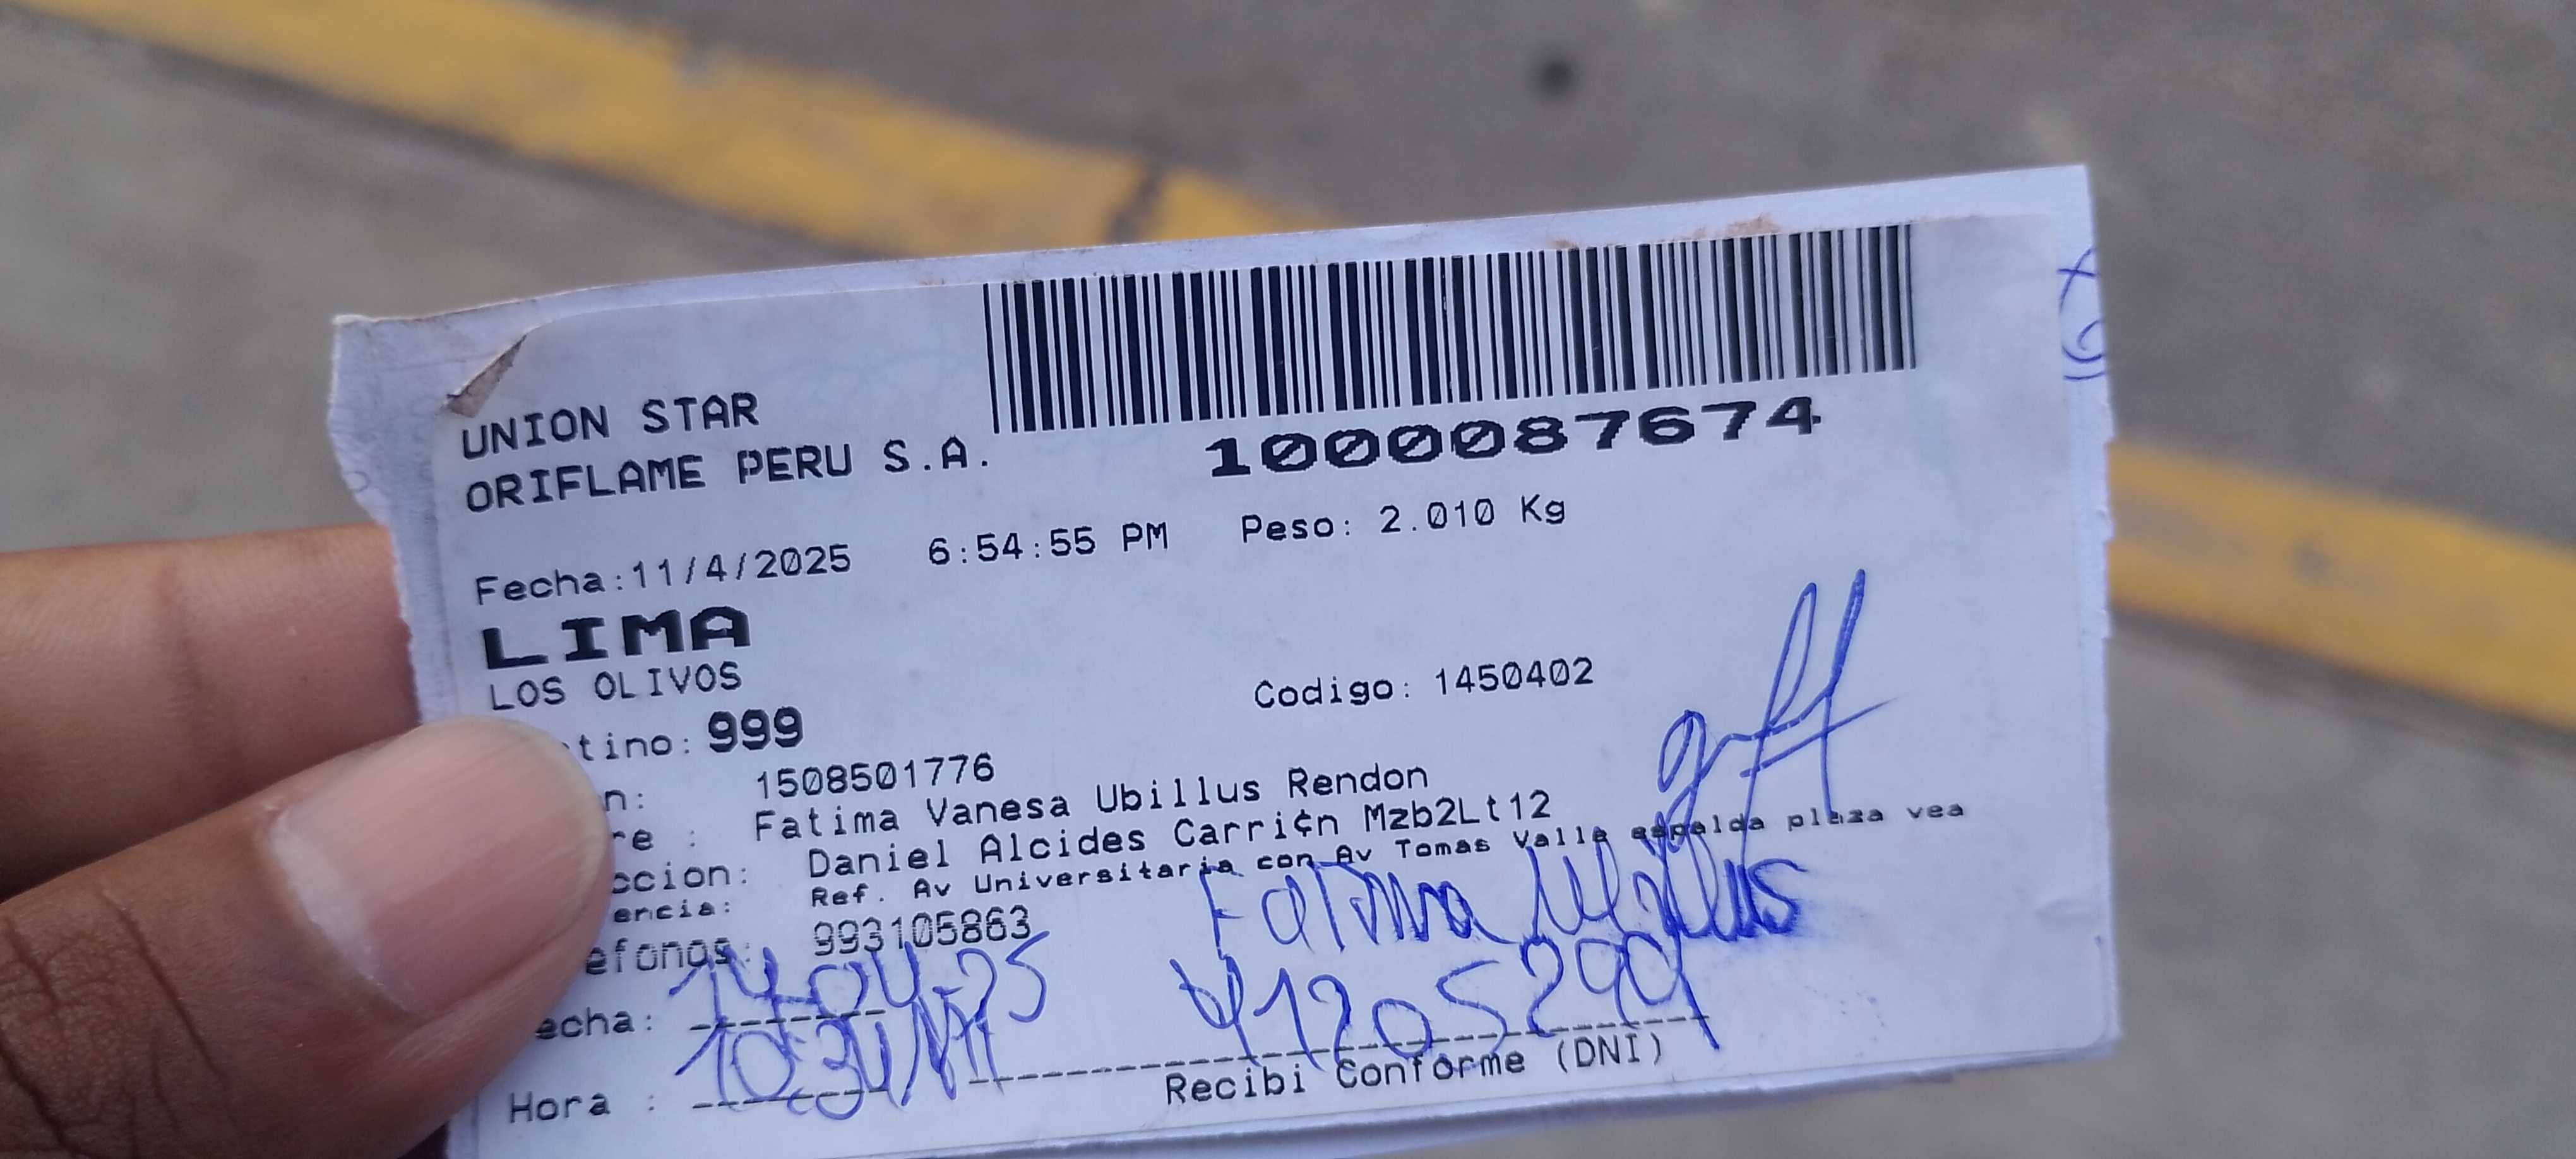 UNION STAR
ORIFLAME PERU S.A.
1000087674
Fecha:11/4/2025 6:54:55 PM Peso: 2.010 Kg
LIMA
LOS OLIVOS
Codigo: 1450402
tino: 999
n: 1508501776
re : Fatima Vanesa Ubillus Rendon
ccion: Daniel Alcides Carri¢n Mzb2Lt12
encia: Ref. Av Universitaria con Av Tomas Valle espalda plaza vea
efonos: 993105863
Fatima Ubillus
echa: 14-04-25
41205299
Hora : 10:30
Recibi Conforme (DNI)